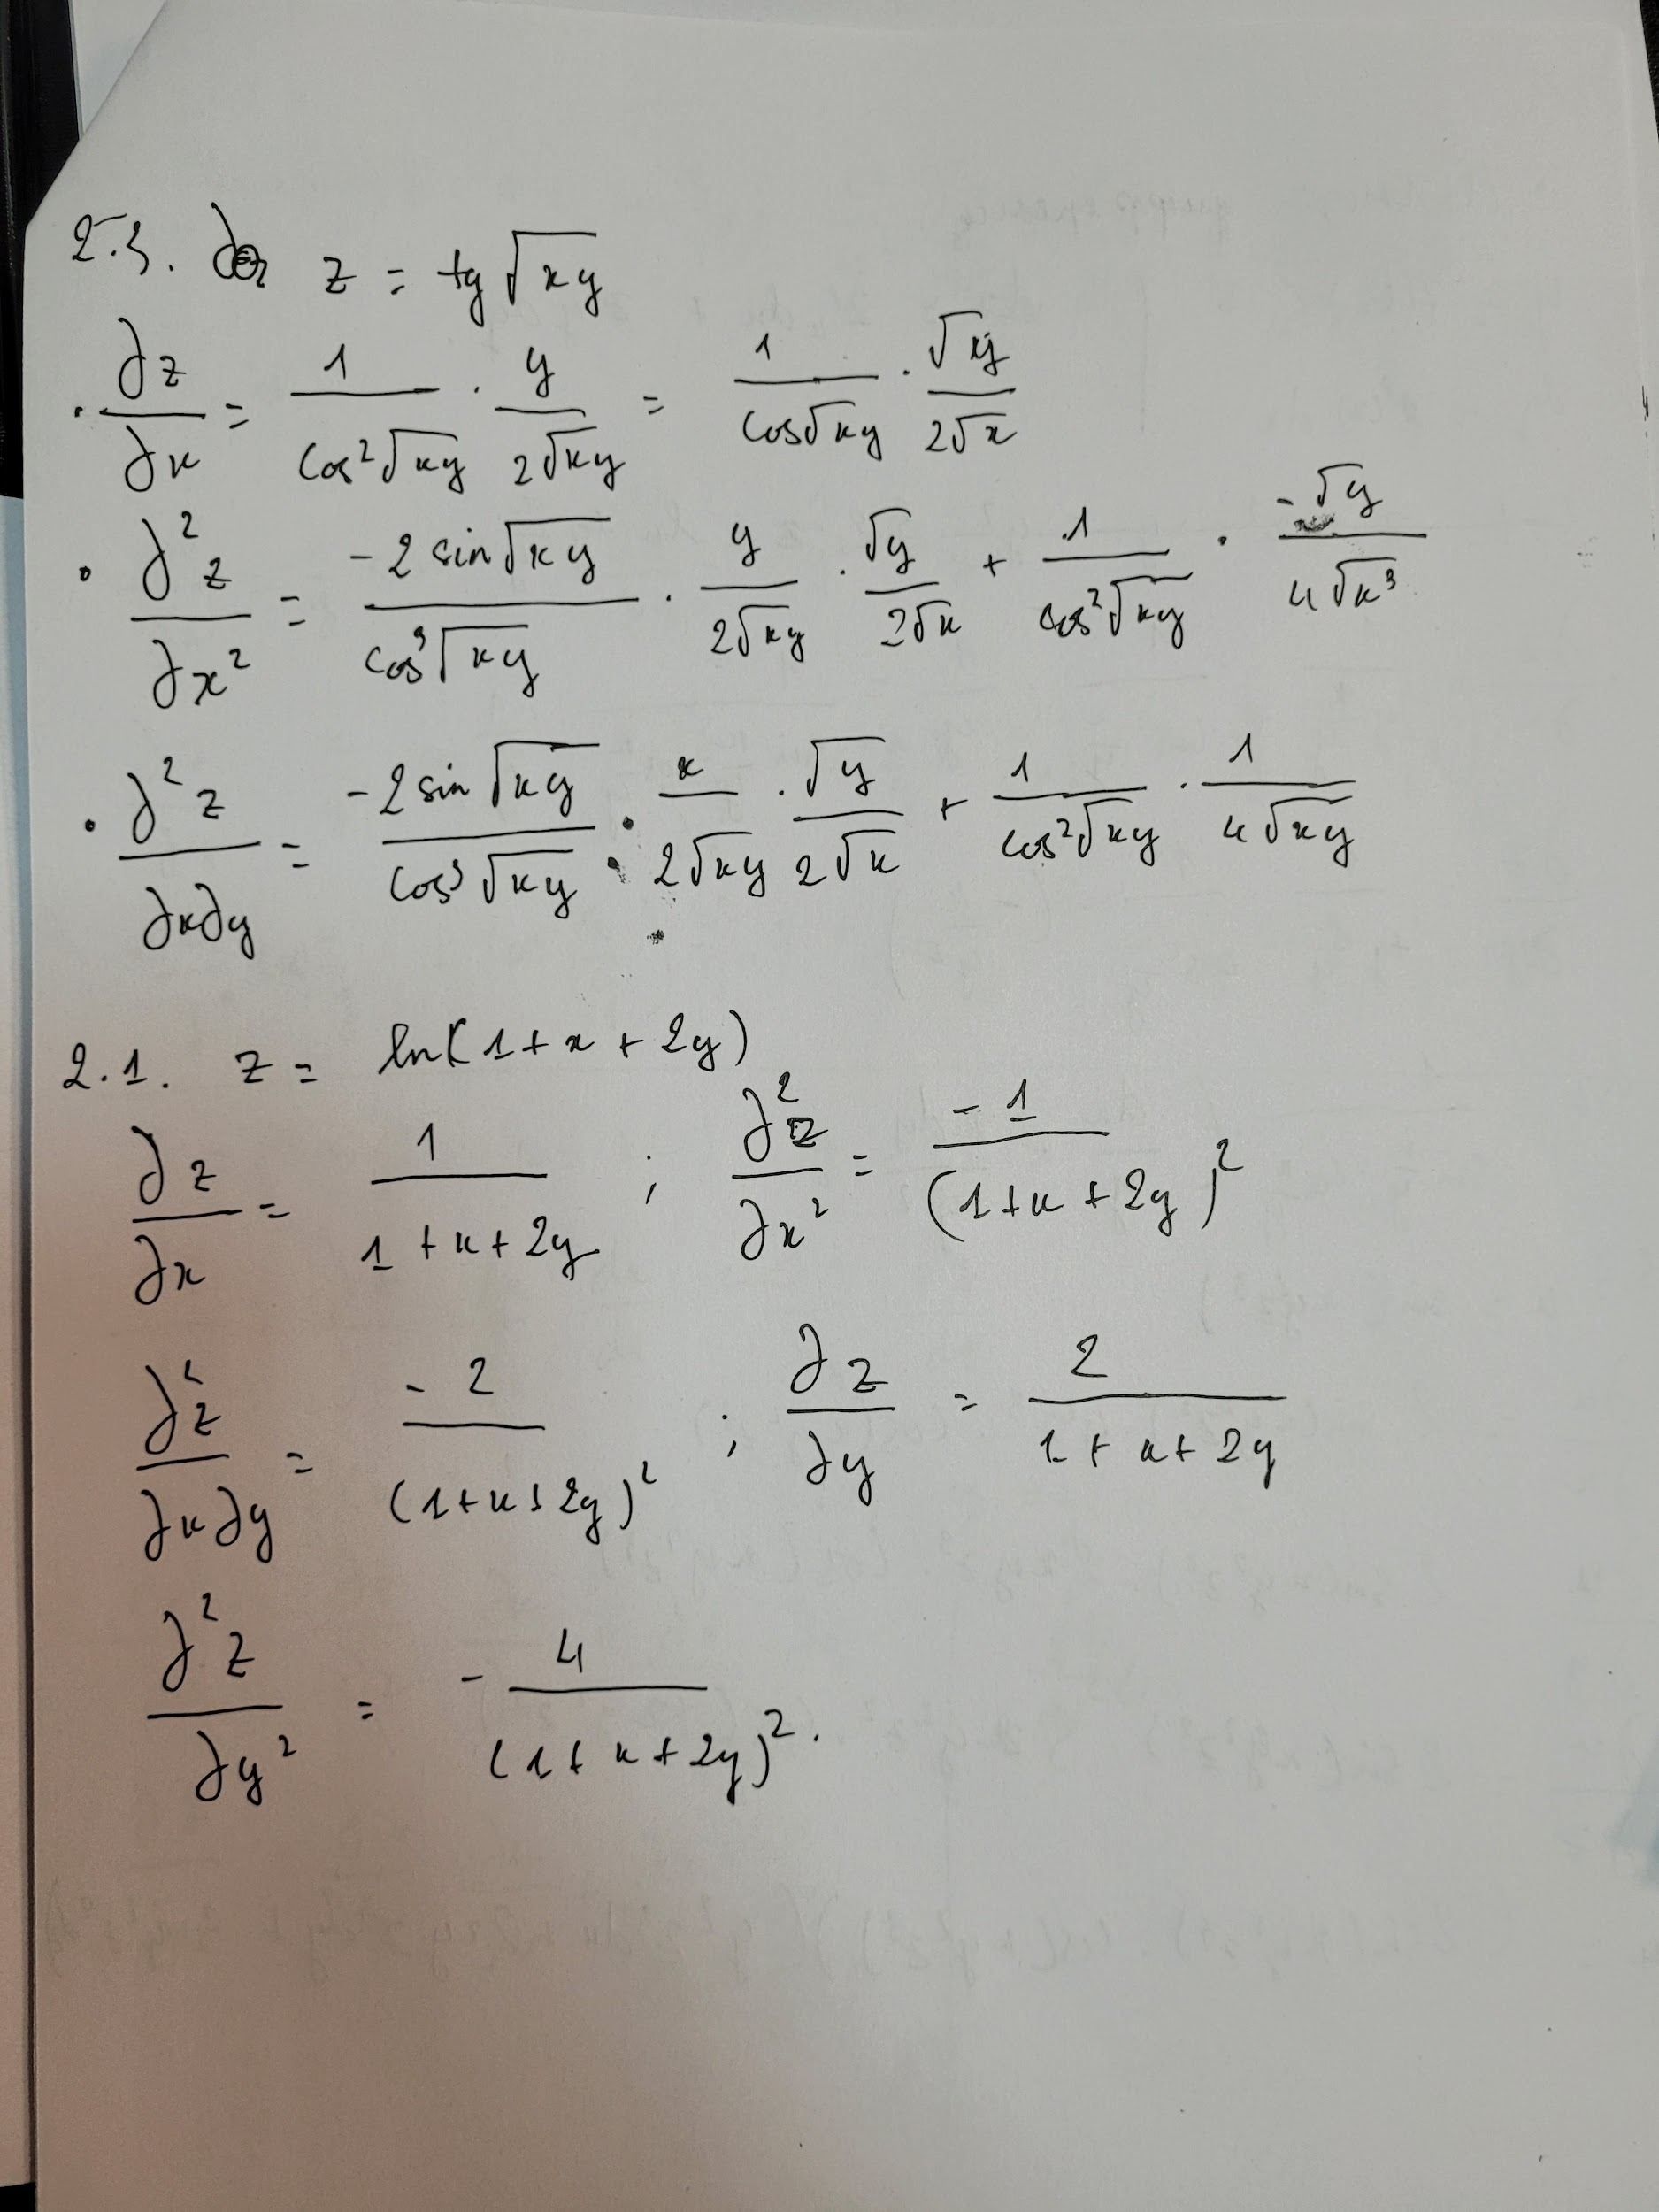 2.3. z = tg √(xy)
· ∂z/∂x = 1/(cos²√(xy)) · y/(2√(xy)) = 1/(cos√(xy)) · √y/(2√x)
· ∂²z/∂x² = (-2 sin√(xy))/(cos³√(xy)) · y/(2√(xy)) · √y/(2√x) + 1/(cos²√(xy)) · (-√y)/(4√(x³))
· ∂²z/∂x∂y = (-2 sin√(xy))/(cos³√(xy)) · x/(2√(xy)) · √y/(2√x) + 1/(cos²√(xy)) · 1/(4√(xy))
2.1. z = ln(1+x+2y)
∂z/∂x = 1/(1+x+2y) ; ∂²z/∂x² = -1/(1+x+2y)²
∂²z/∂x∂y = -2/(1+x+2y)² ; ∂z/∂y = 2/(1+x+2y)
∂²z/∂y² = -4/(1+x+2y)².